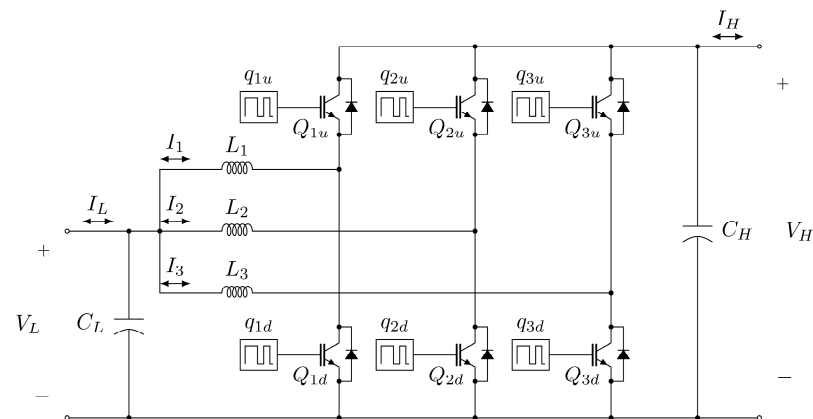 I_H
q_{1u} q_{2u} q_{3u}
+
Q_{1u} Q_{2u} Q_{3u}
I_1 L_1
I_L I_2 L_2
C_H V_H
+
I_3 L_3
V_L C_L q_{1d} q_{2d} q_{3d}
Q_{1d} Q_{2d} Q_{3d}
−
−